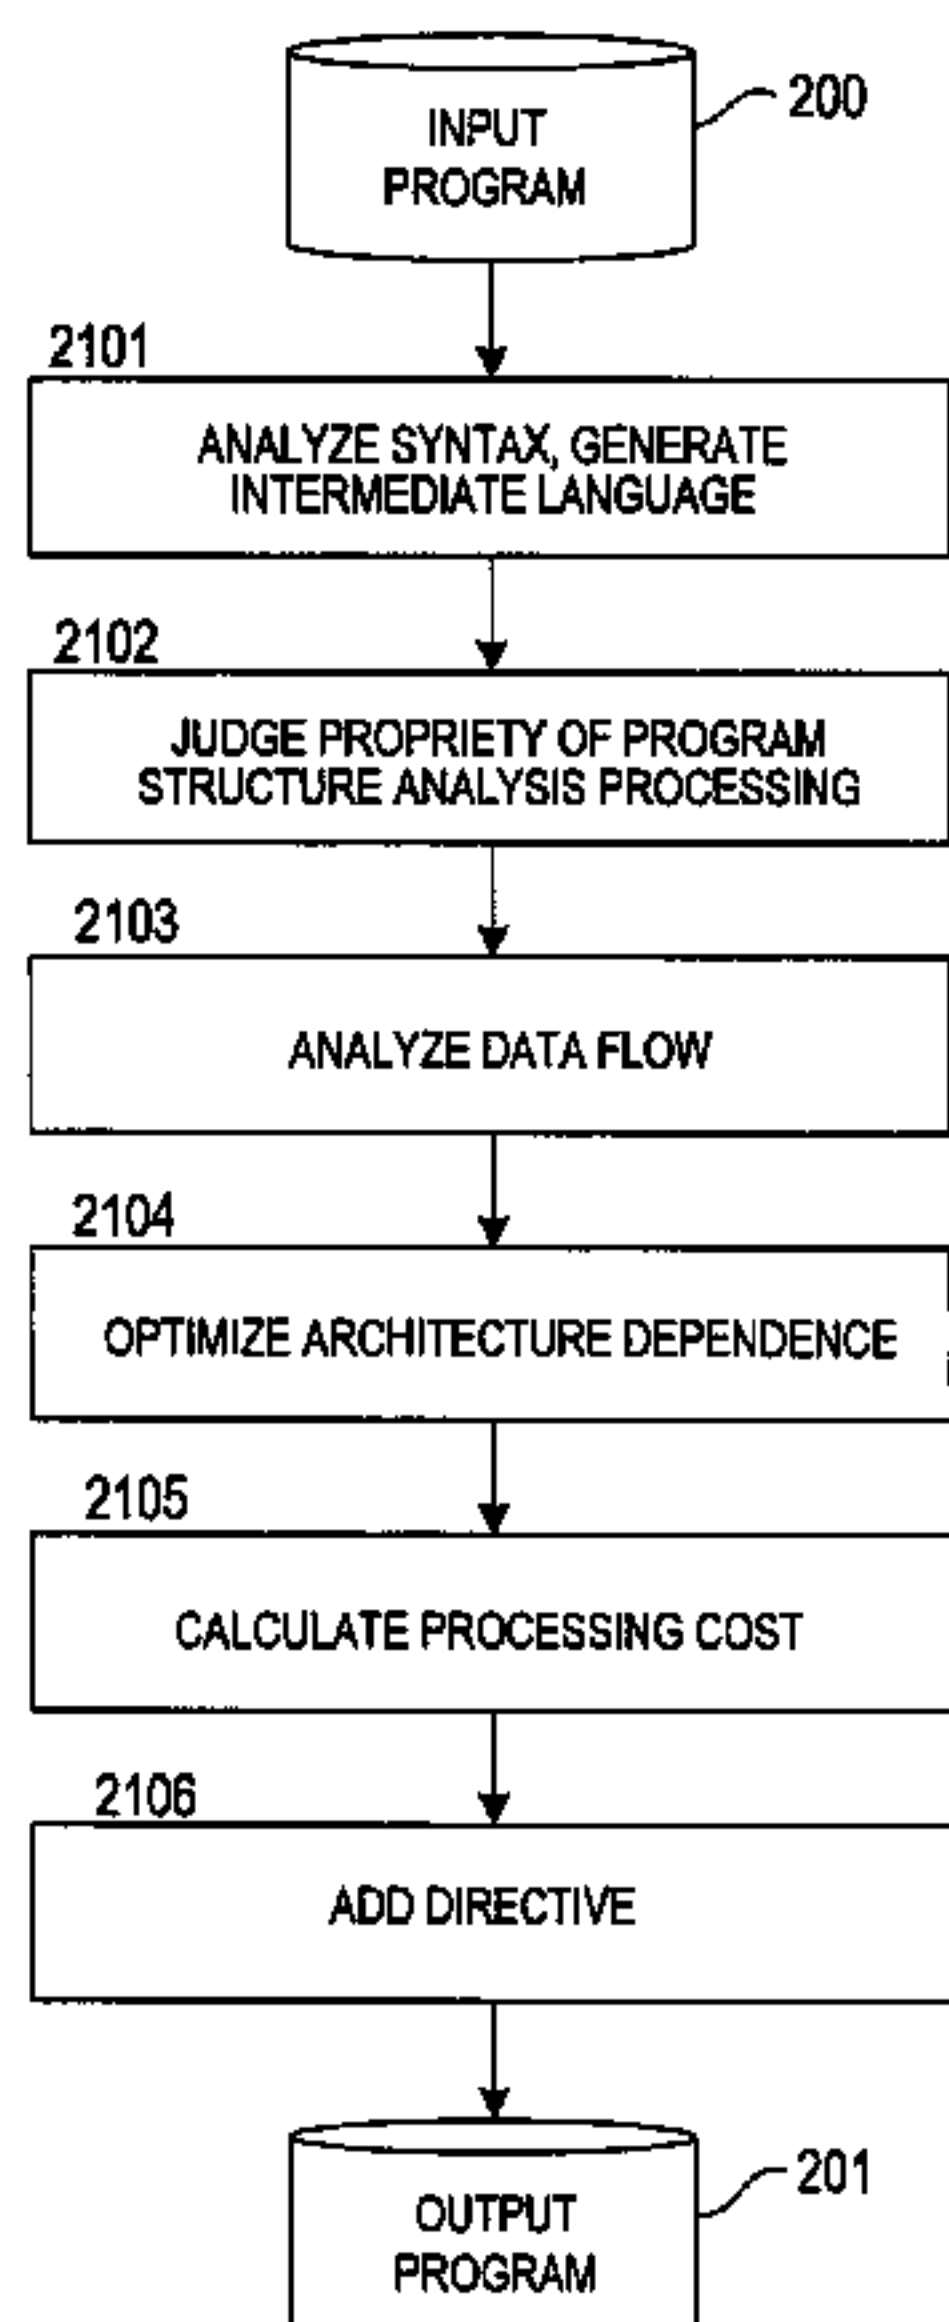 INPUT
PROGRAM
200
2101
ANALYZE SYNTAX, GENERATE
INTERMEDIATE LANGUAGE
2102
JUDGE PROPRIETY OF PROGRAM
STRUCTURE ANALYSIS PROCESSING
2103
ANALYZE DATA FLOW
2104
OPTIMIZE ARCHITECTURE DEPENDENCE
2105
CALCULATE PROCESSING COST
2106
ADD DIRECTIVE
201
OUTPUT
PROGRAM